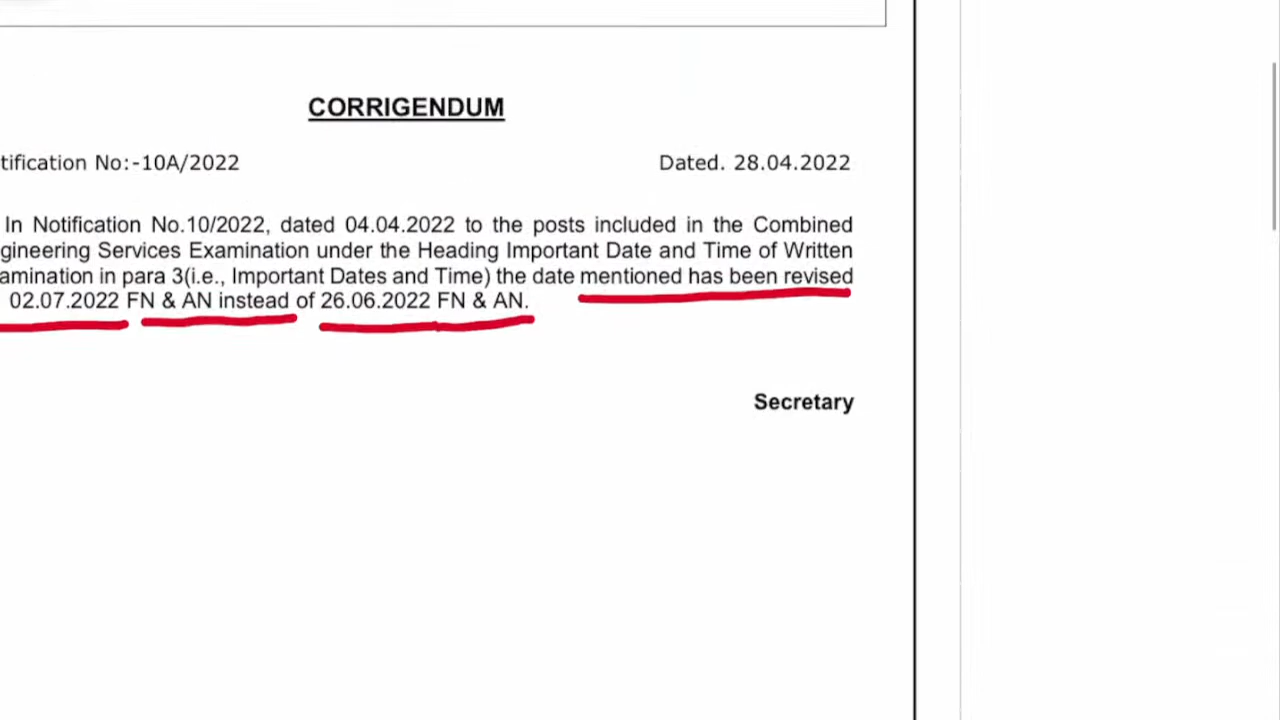 CORRIGENDUM
tification No:-10A/2022 Dated. 28.04.2022
In Notification No.10/2022, dated 04.04.2022 to the posts included in the Combined
gineering Services Examination under the Heading Important Date and Time of Written
amination in para 3(i.e., Important Dates and Time) the date mentioned has been revised
02.07.2022 FN & AN instead of 26.06.2022 FN & AN.
Secretary